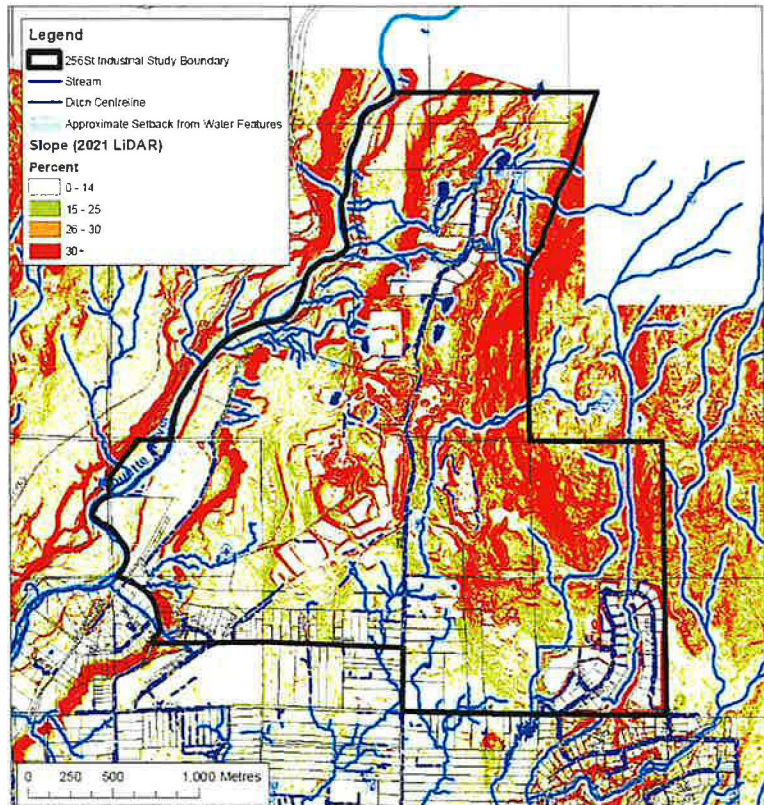 Legend
256St Industrial Study Boundary
Stream
Ditch Centreline
Approximate Setback from Water Features
Slope (2021 LiDAR)
Percent
0 - 14
15 - 25
26 - 30
30+
0 250 500 1,000 Metres